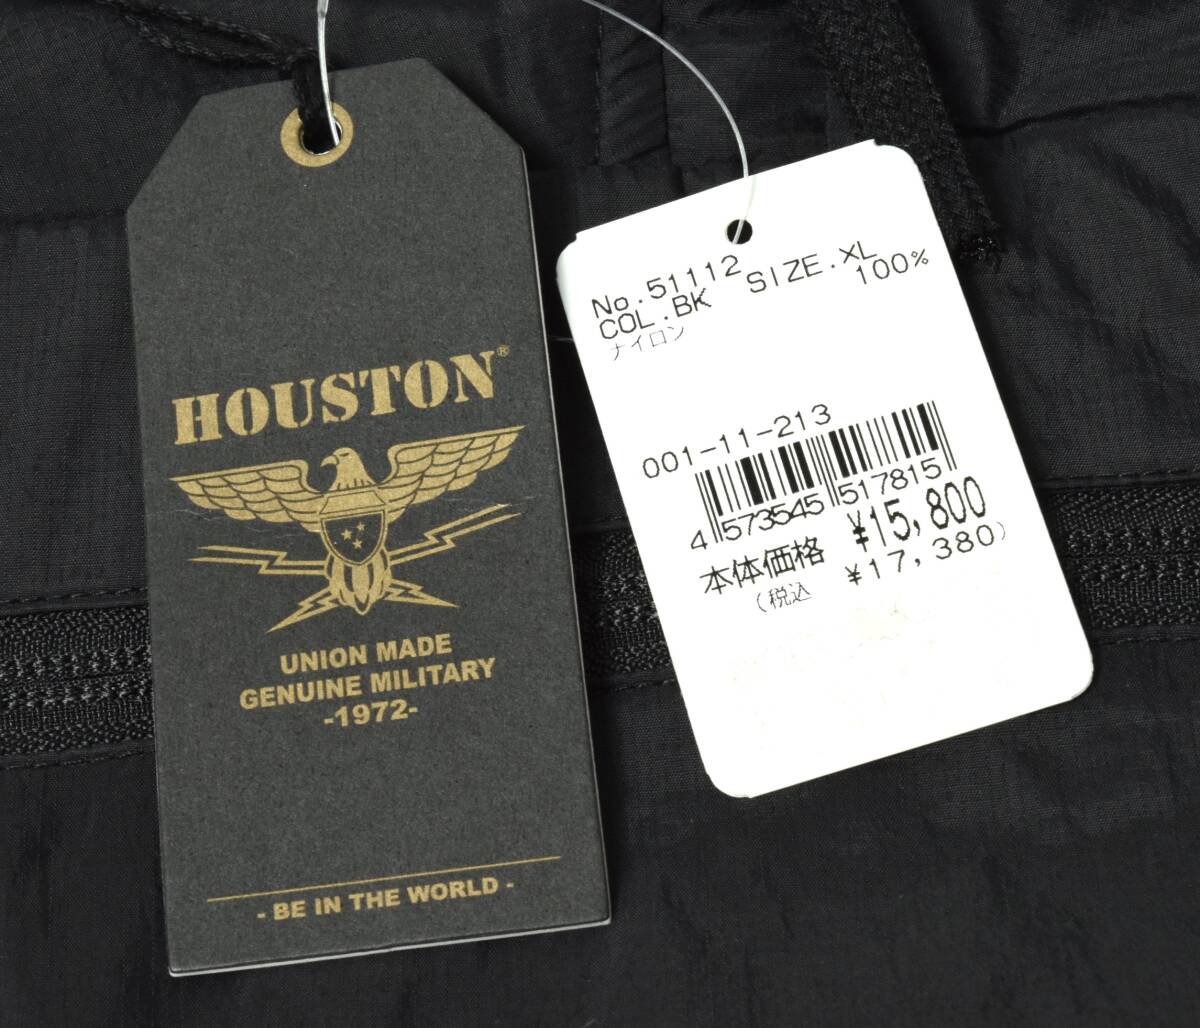 HOUSTON®
UNION MADE
GENUINE MILITARY
-1972-
- BE IN THE WORLD -
No.51112 SIZE.XL
COL.BK
ナイロン 100%
001-11-213
4 573545 517815
本体価格 ¥15,800
(税込 ¥17,380)